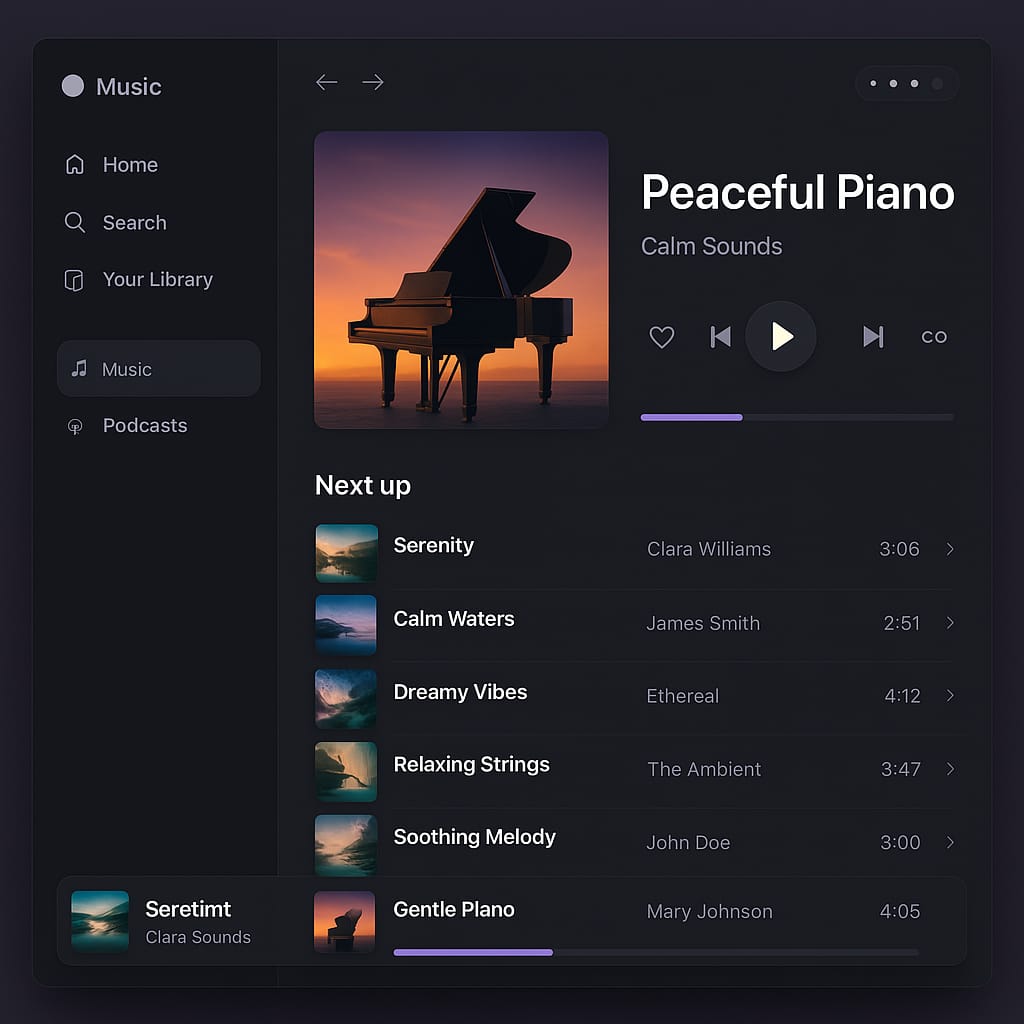 Music
Home
Search
Your Library
Music
Podcasts
Peaceful Piano
Calm Sounds
CO
Next up
Serenity Clara Williams 3:06
Calm Waters James Smith 2:51
Dreamy Vibes Ethereal 4:12
Relaxing Strings The Ambient 3:47
Soothing Melody John Doe 3:00
Seretimt
Clara Sounds
Gentle Plano Mary Johnson 4:05